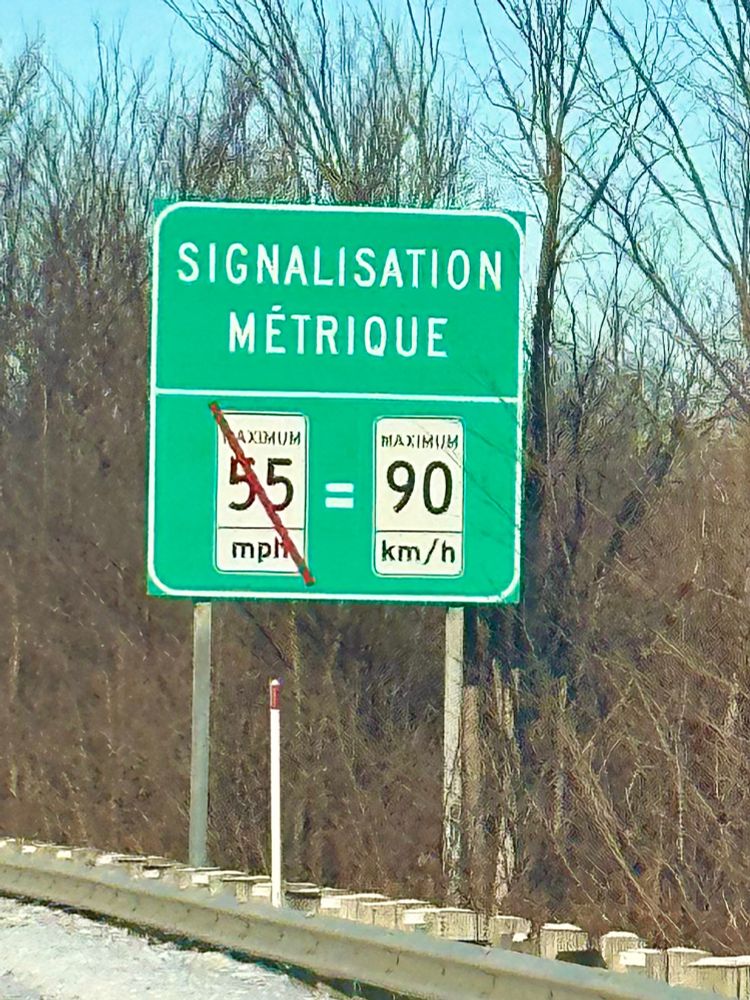 SIGNALISATION
MÉTRIQUE
MAXIMUM
55
mph
=
MAXIMUM
90
km/h